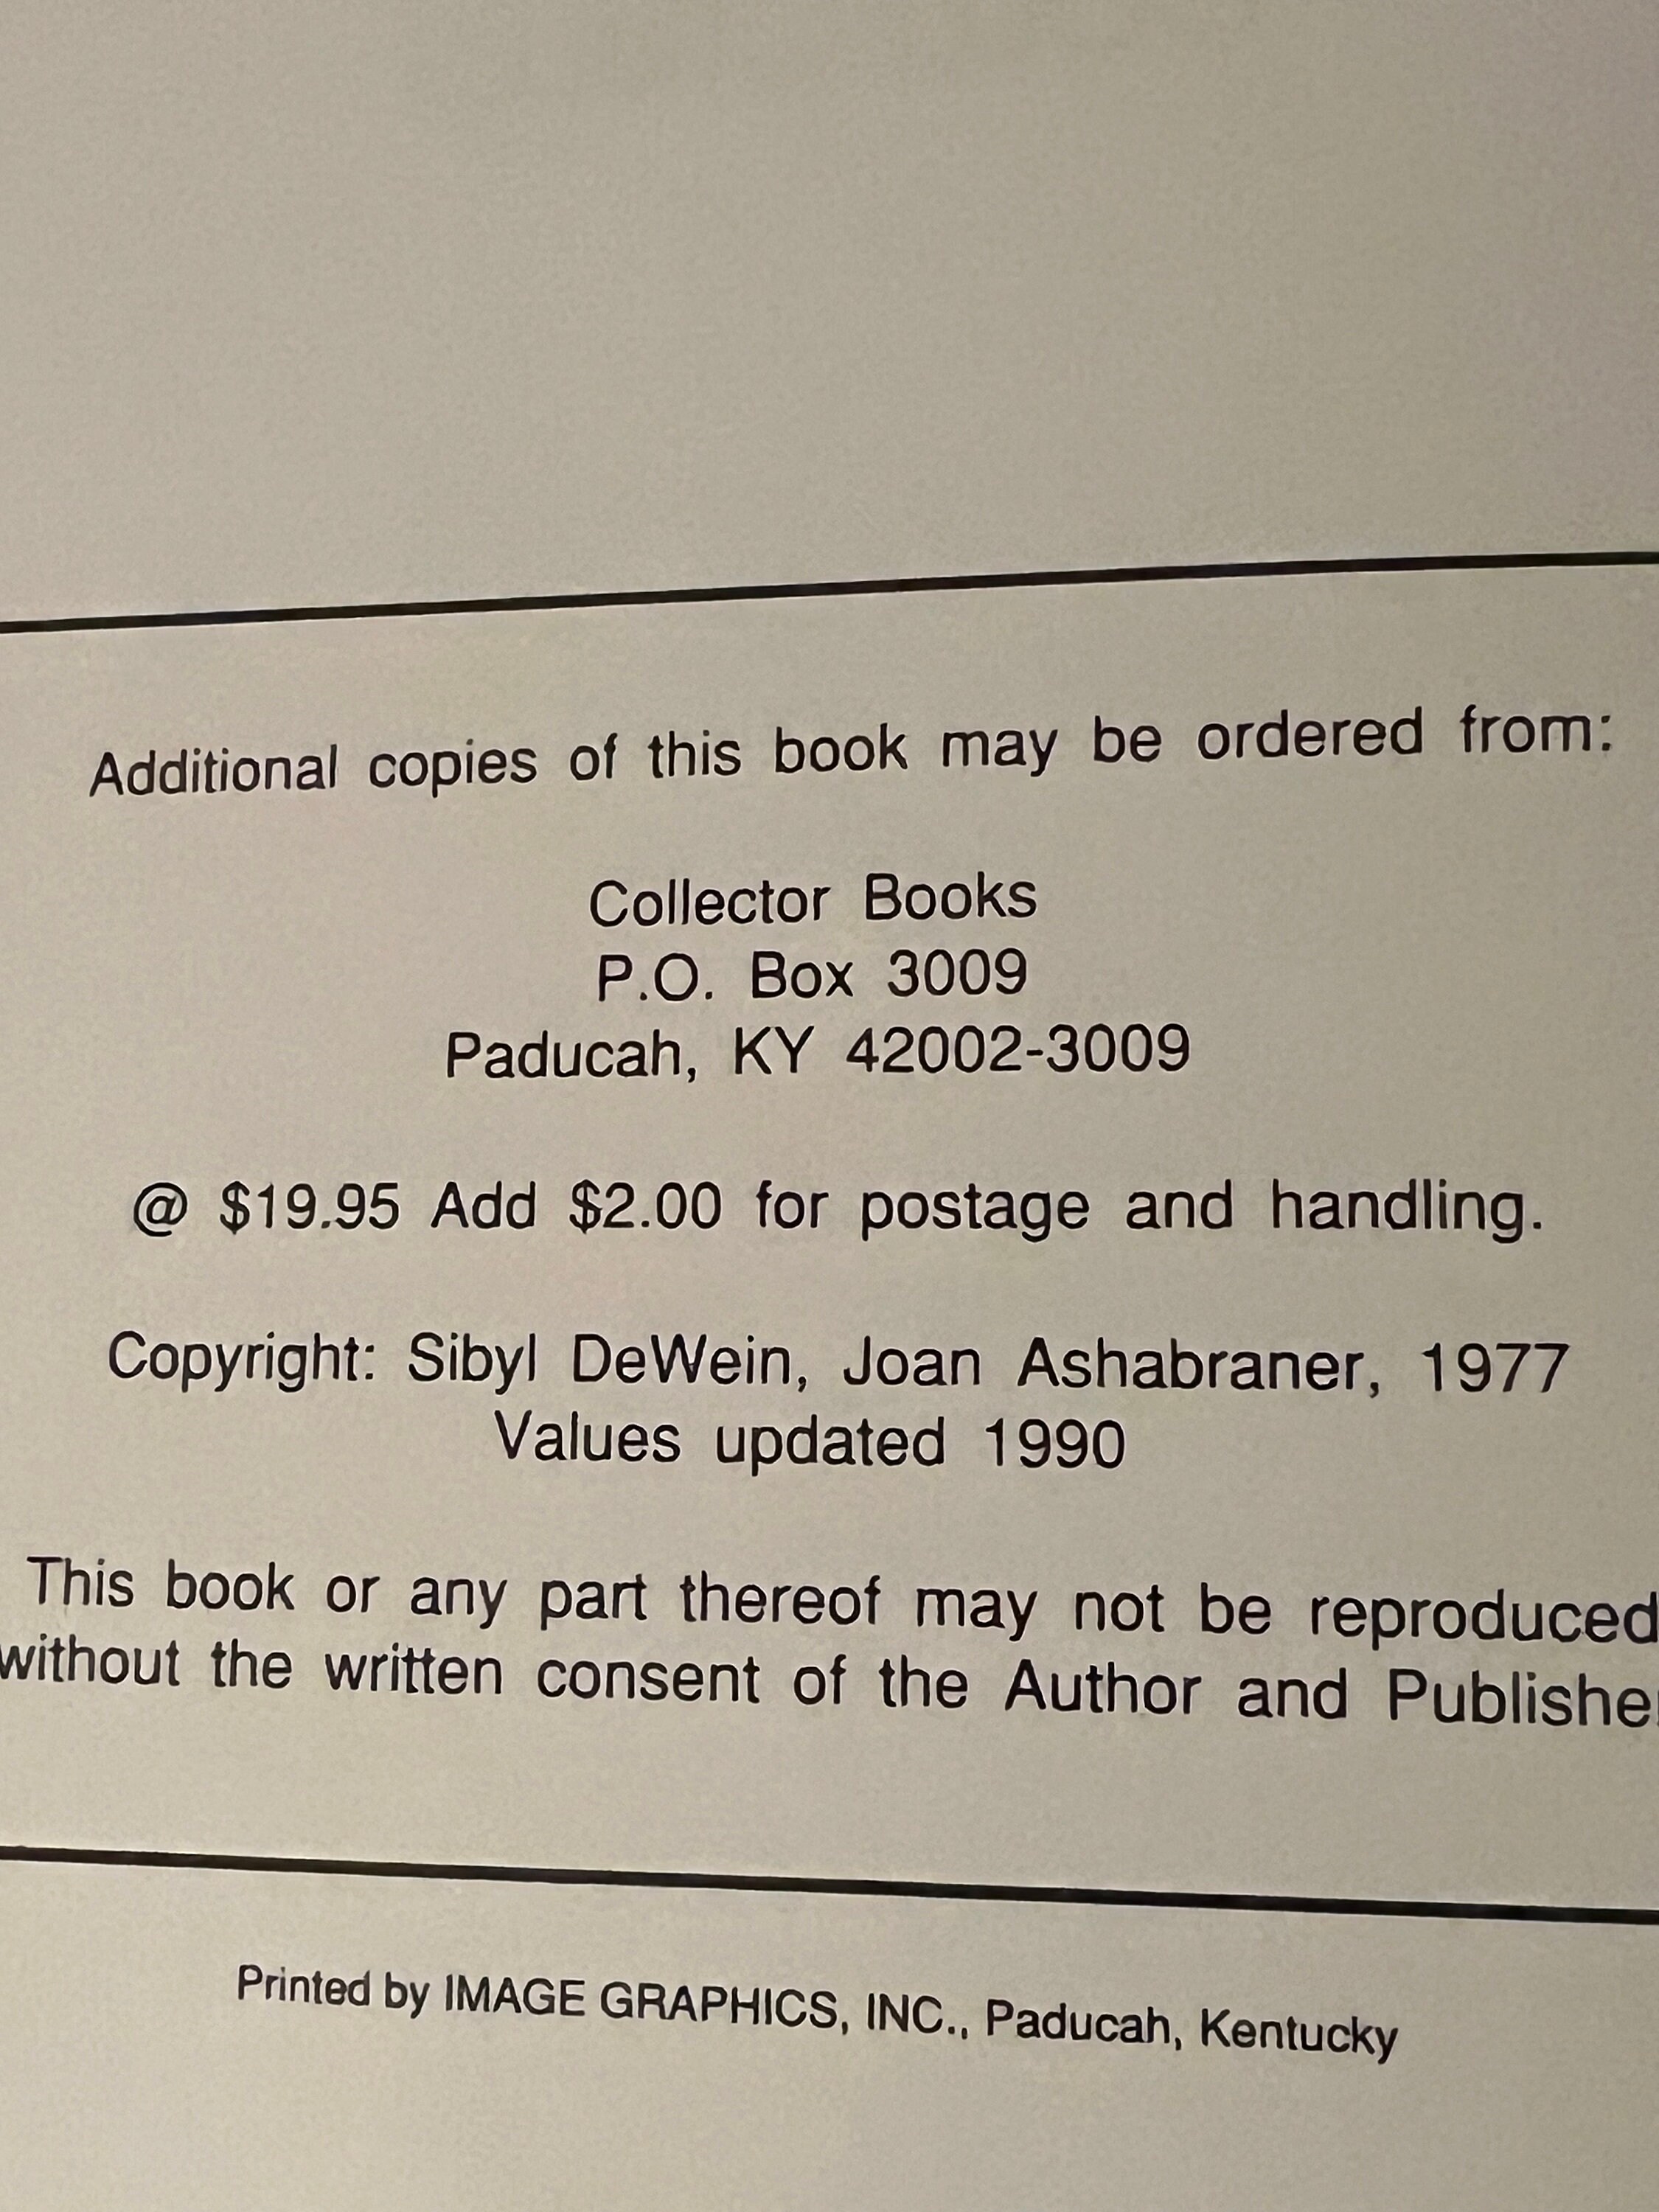 Additional copies of this book may be ordered from:
Collector Books
P.O. Box 3009
Paducah, KY 42002-3009
@ $19.95 Add $2.00 for postage and handling.
Copyright: Sibyl DeWein, Joan Ashabraner, 1977
Values updated 1990
This book or any part thereof may not be reproduced
without the written consent of the Author and Publisher
Printed by IMAGE GRAPHICS, INC., Paducah, Kentucky